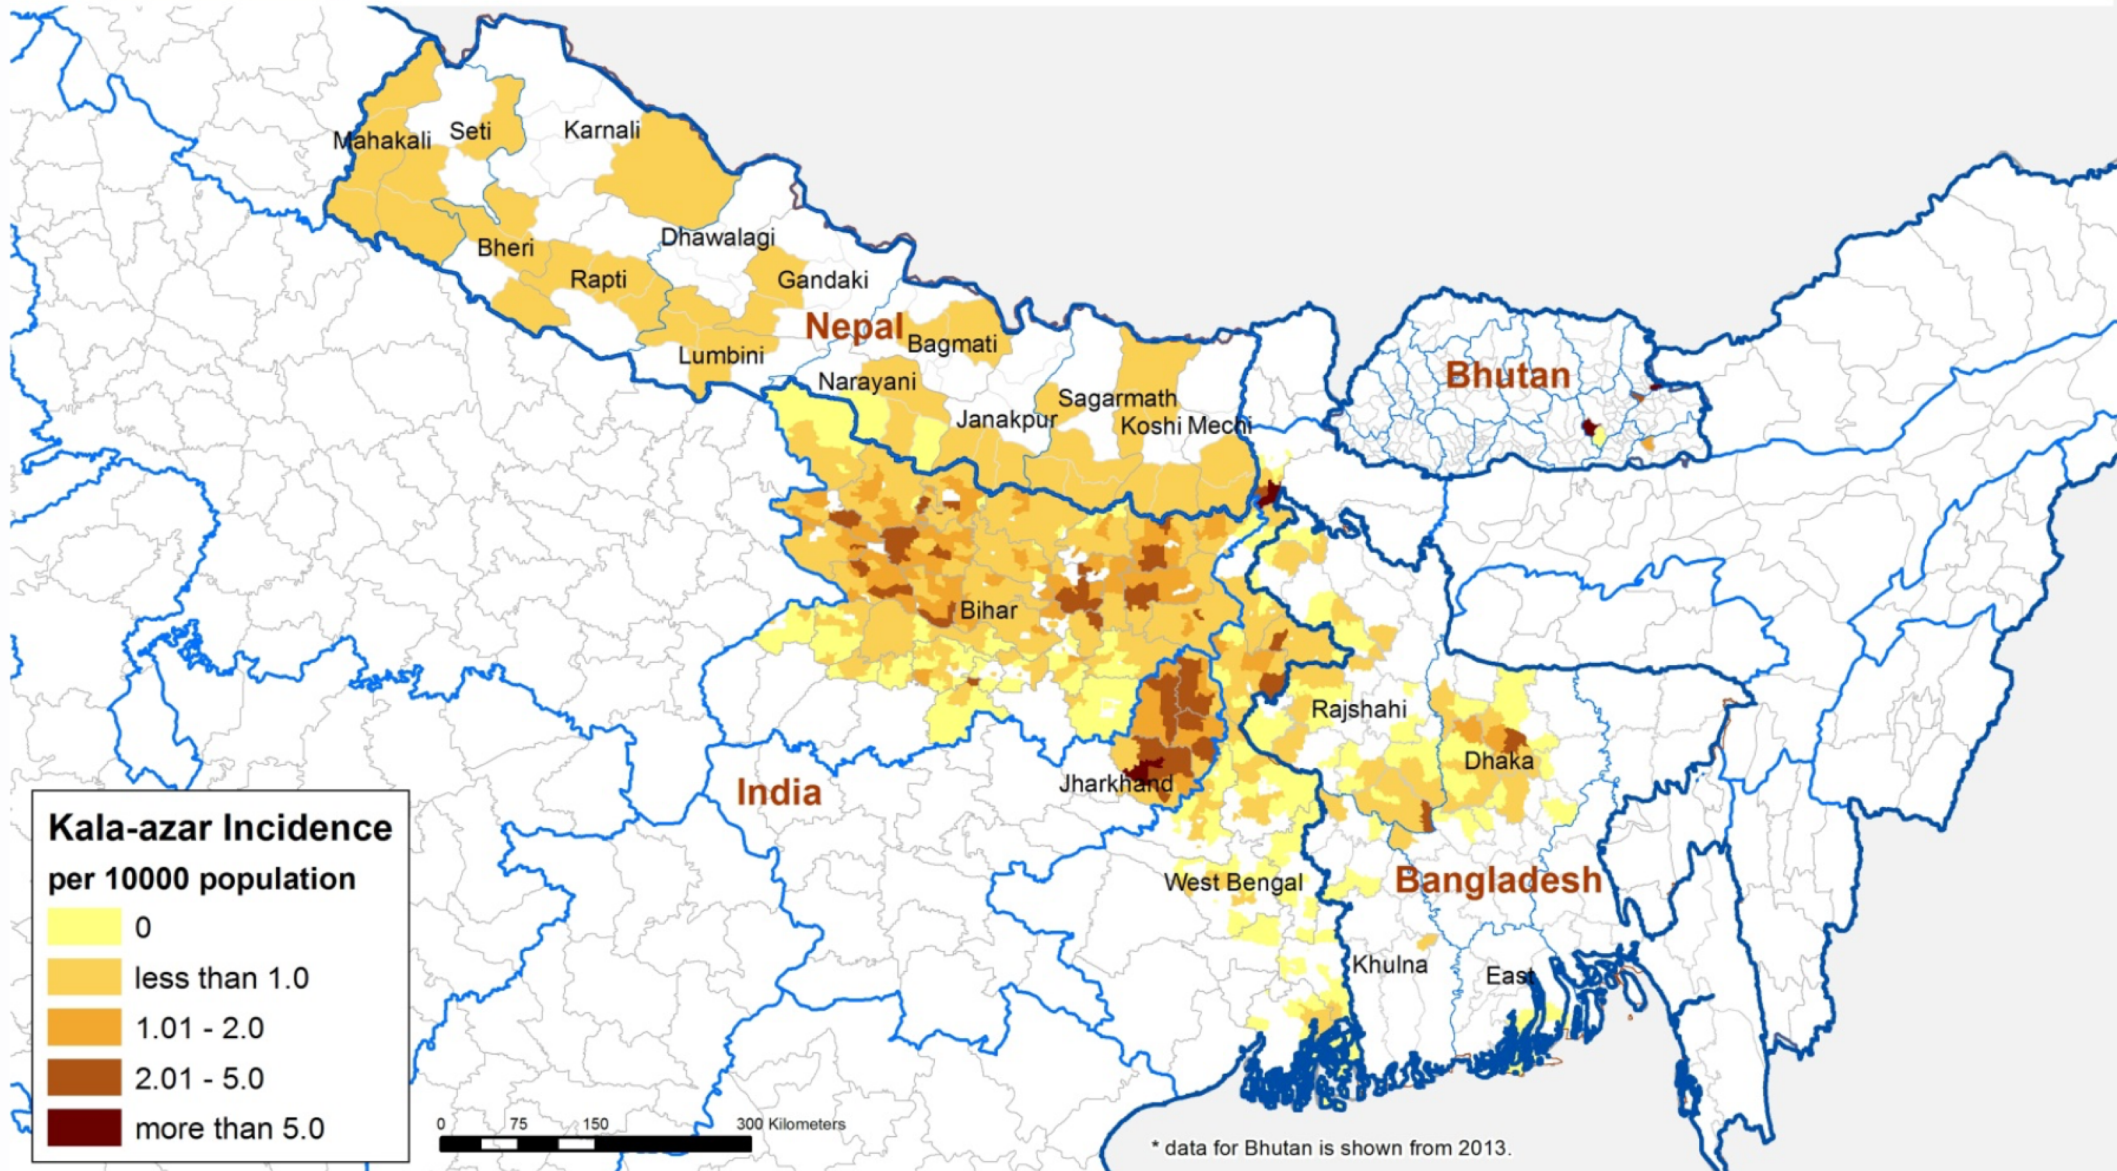 Mahakali
Seti
Karnali
Bheri
Dhawalagi
Rapti
Gandaki
Nepal
Bagmati
Lumbini
Narayani
Sagarmath
Janakpur
Koshi Mechi
Bhutan
Bihar
Rajshahi
Dhaka
Jharkhand
India
West Bengal
Bangladesh
Khulna
East
Kala-azar Incidence
per 10000 population
0
less than 1.0
1.01 - 2.0
2.01 - 5.0
more than 5.0
0 75 150 300 Kilometers
* data for Bhutan is shown from 2013.